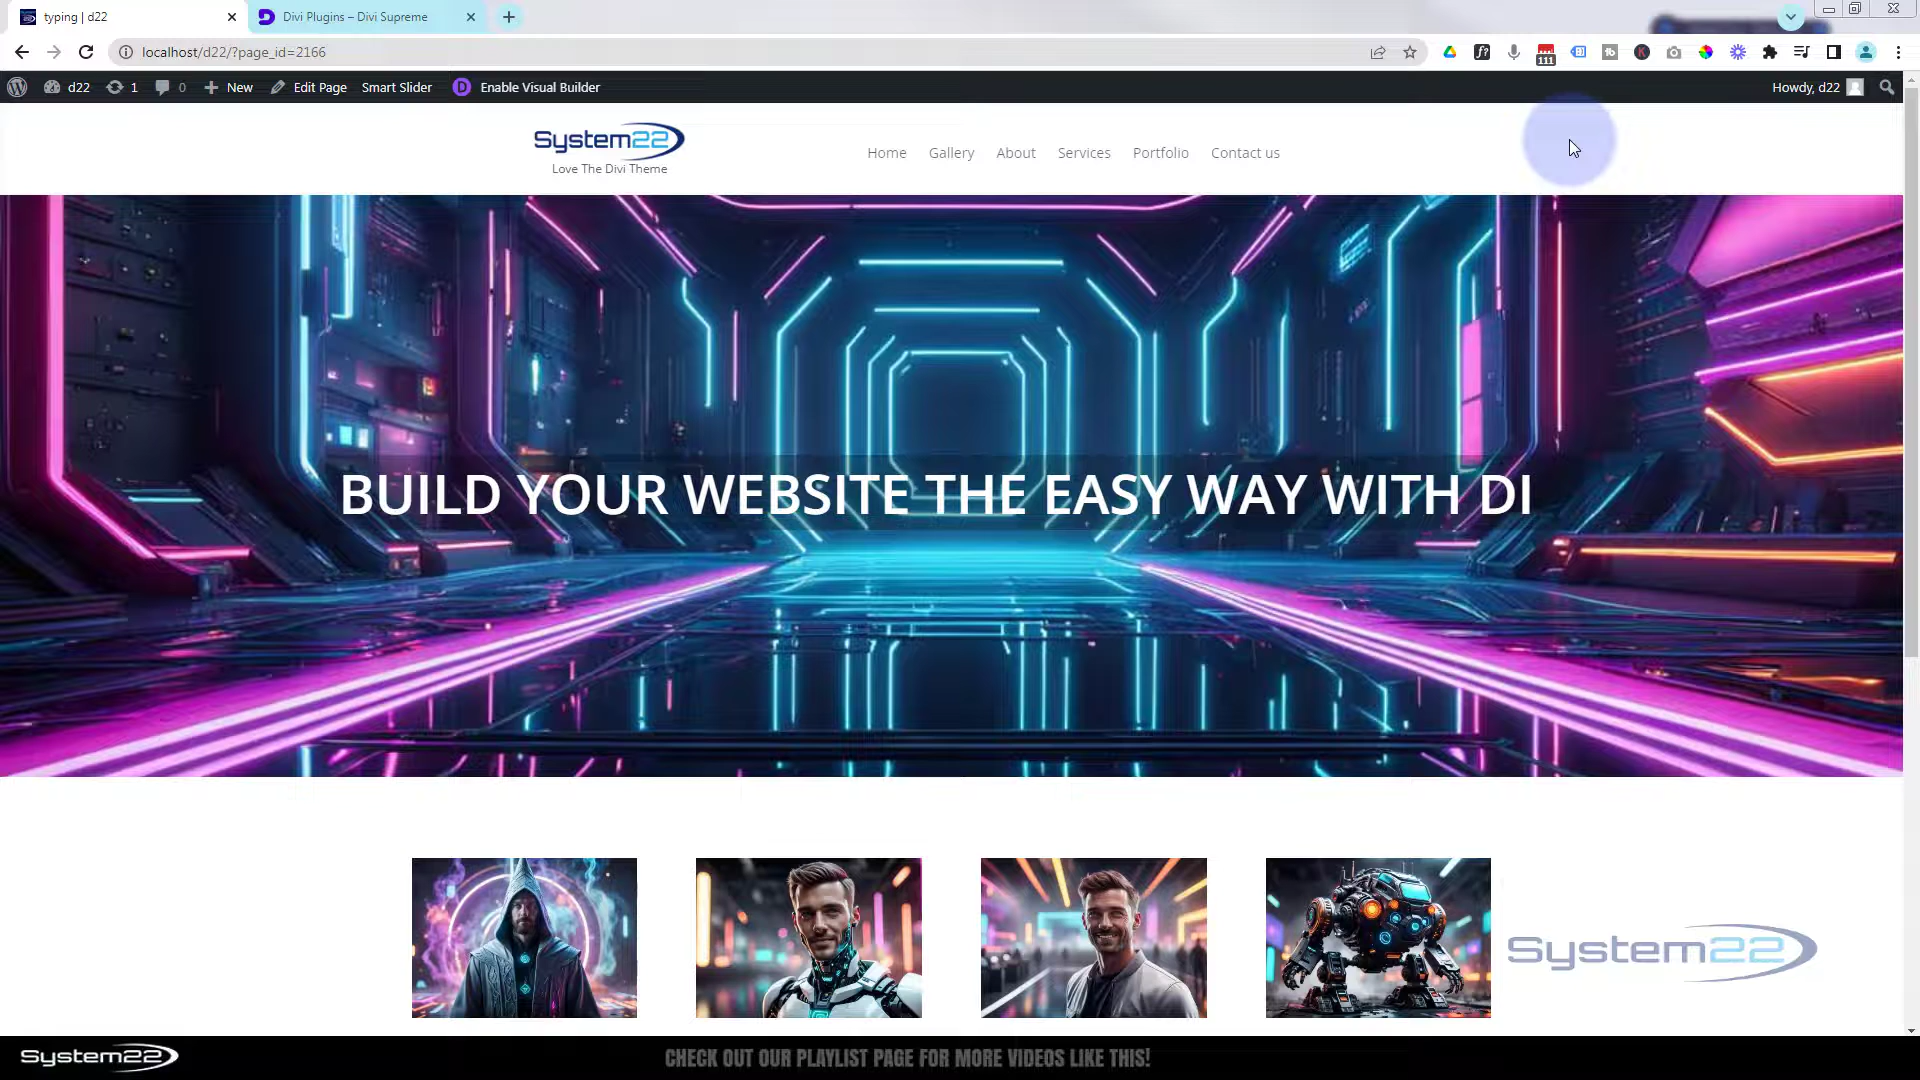 typing | d22
Divi Plugins – Divi Supreme
localhost/d22/?page_id=2166
111
d22
1
0
New
Edit Page
Smart Slider
D
Enable Visual Builder
Howdy, d22
System22
Love The Divi Theme
Home
Gallery
About
Services
Portfolio
Contact us
BUILD YOUR WEBSITE THE EASY WAY WITH DI
System22
System22
CHECK OUT OUR PLAYLIST PAGE FOR MORE VIDEOS LIKE THIS!